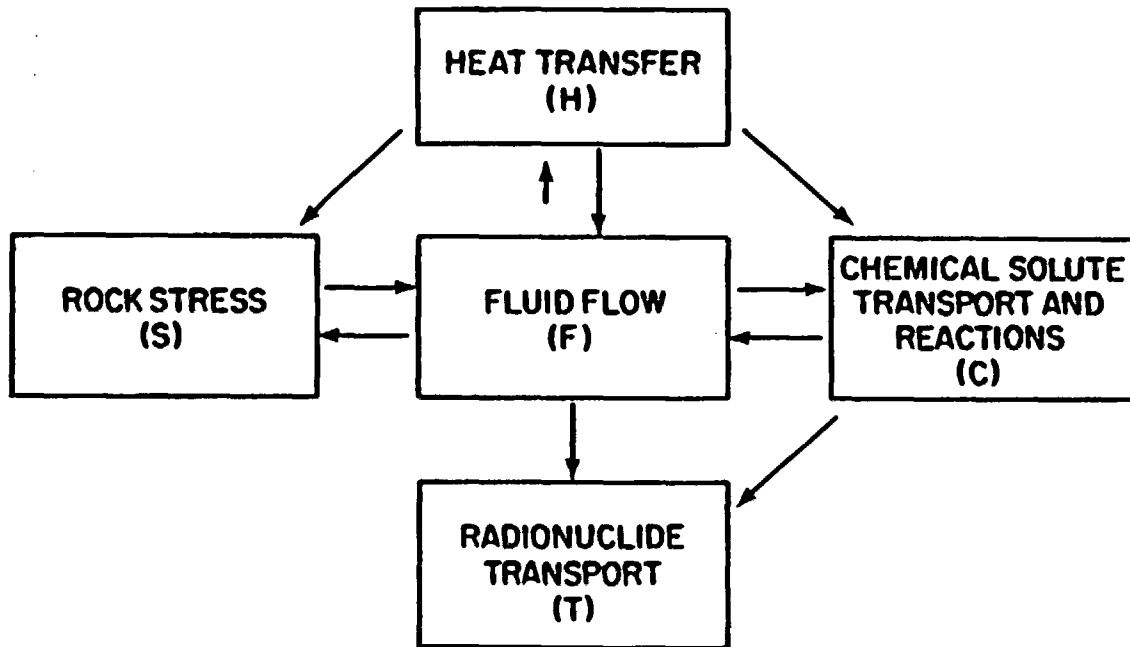 HEAT TRANSFER
(H)
ROCK STRESS
(S)
FLUID FLOW
(F)
CHEMICAL SOLUTE
TRANSPORT AND
REACTIONS
(C)
RADIONUCLIDE
TRANSPORT
(T)